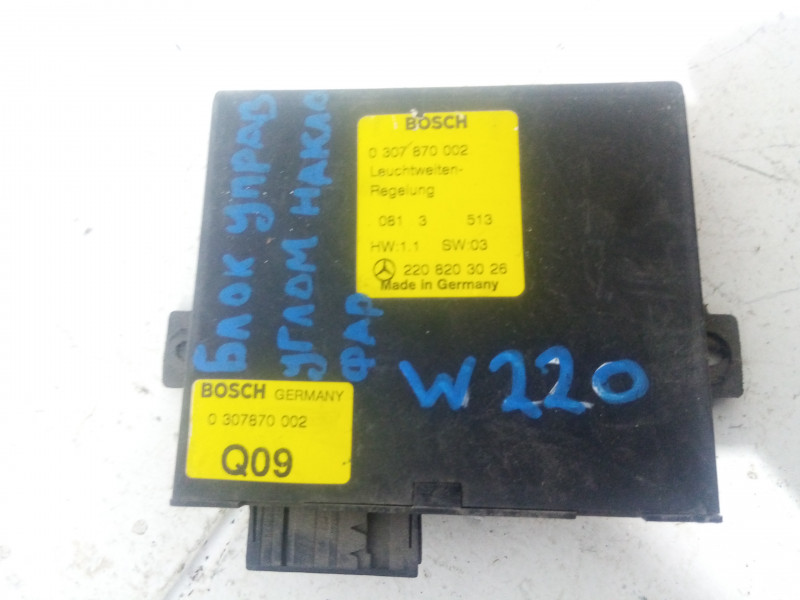 BOSCH
0 307 870 002
Leuchtweiten-
Regelung
081 3 513
HW:1.1 SW:03
220 820 30 26
Made in Germany
БЛОК УПРАВ
УГЛОМ НАКЛО
ФАР
W220
BOSCH GERMANY
0 307870 002
Q09